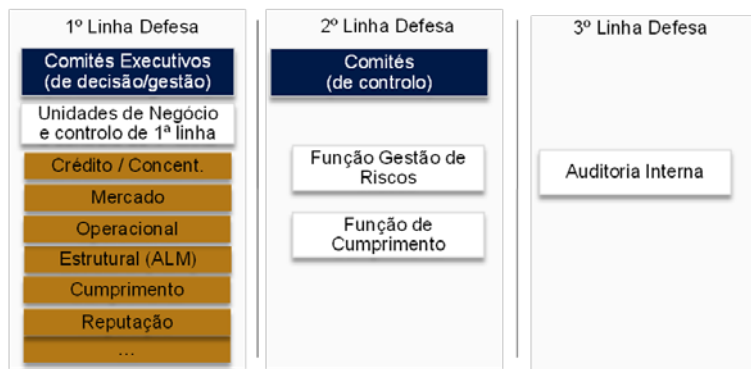 1º Linha Defesa
Comités Executivos
(de decisão/gestão)
Unidades de Negócio
e controlo de 1ª linha
Crédito / Concent.
Mercado
Operacional
Estrutural (ALM)
Cumprimento
Reputação
...
2º Linha Defesa
Comités
(de controlo)
Função Gestão de
Riscos
Função de
Cumprimento
3º Linha Defesa
Auditoria Interna